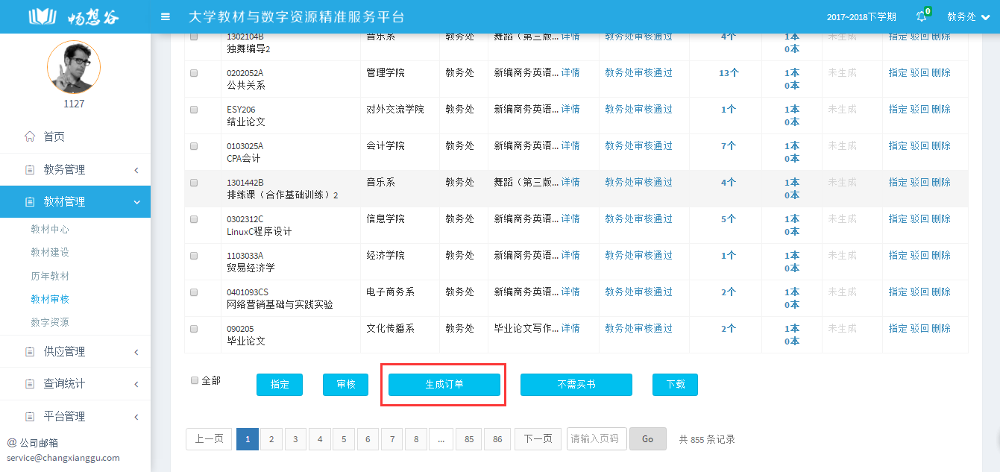 畅想谷
大学教材与数字资源精准服务平台
2017~2018下学期
0
教务处
1127
首页
教务管理
教材管理
教材中心
教材建设
历年教材
教材审核
数字资源
供应管理
查询统计
平台管理
@ 公司邮箱
service@changxianggu.com
1302104B 音乐系 教务处 舞蹈（第三版... 详情 教务处审核通过 4个 1本 未生成 指定 驳回 删除
独舞编导2 0本
0202052A 管理学院 教务处 新编商务英语... 详情 教务处审核通过 13个 1本 未生成 指定 驳回 删除
公共关系 0本
ESY206 对外交流学院 教务处 新编商务英语... 详情 教务处审核通过 1个 1本 未生成 指定 驳回 删除
结业论文 0本
0103025A 会计学院 教务处 新编商务英语... 详情 教务处审核通过 7个 1本 未生成 指定 驳回 删除
CPA会计 0本
1301442B 音乐系 教务处 舞蹈（第三版... 详情 教务处审核通过 4个 1本 未生成 指定 驳回 删除
排练课（合作基础训练）2 0本
0302312C 信息学院 教务处 新编商务英语... 详情 教务处审核通过 5个 1本 未生成 指定 驳回 删除
LinuxC程序设计 0本
1103033A 经济学院 教务处 新编商务英语... 详情 教务处审核通过 1个 1本 未生成 指定 驳回 删除
贸易经济学 0本
0401093CS 电子商务系 教务处 新编商务英语... 详情 教务处审核通过 2个 1本 未生成 指定 驳回 删除
网络营销基础与实践实验 0本
090205 文化传播系 教务处 毕业论文写作... 详情 教务处审核通过 2个 1本 未生成 指定 驳回 删除
毕业论文 0本
全部 指定 审核 生成订单 不需买书 下载
上一页 1 2 3 4 5 6 7 8 ... 85 86 下一页 请输入页码 Go 共 855 条记录